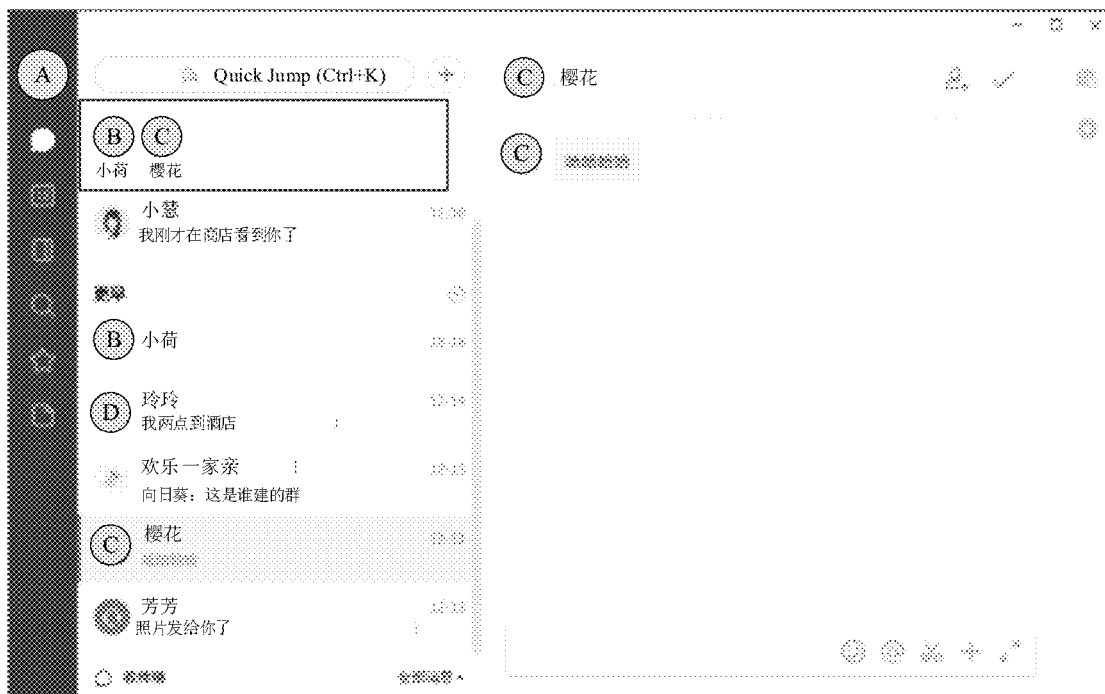 A
Quick Jump (Ctrl+K)
C 樱花
B C
小荷 樱花
C
小慧
我刚才在商店看到你了
B 小荷
D 玲玲
我两点到酒店
欢乐一家亲
向日葵：这是谁建的群
C 樱花
芳芳
照片发给你了